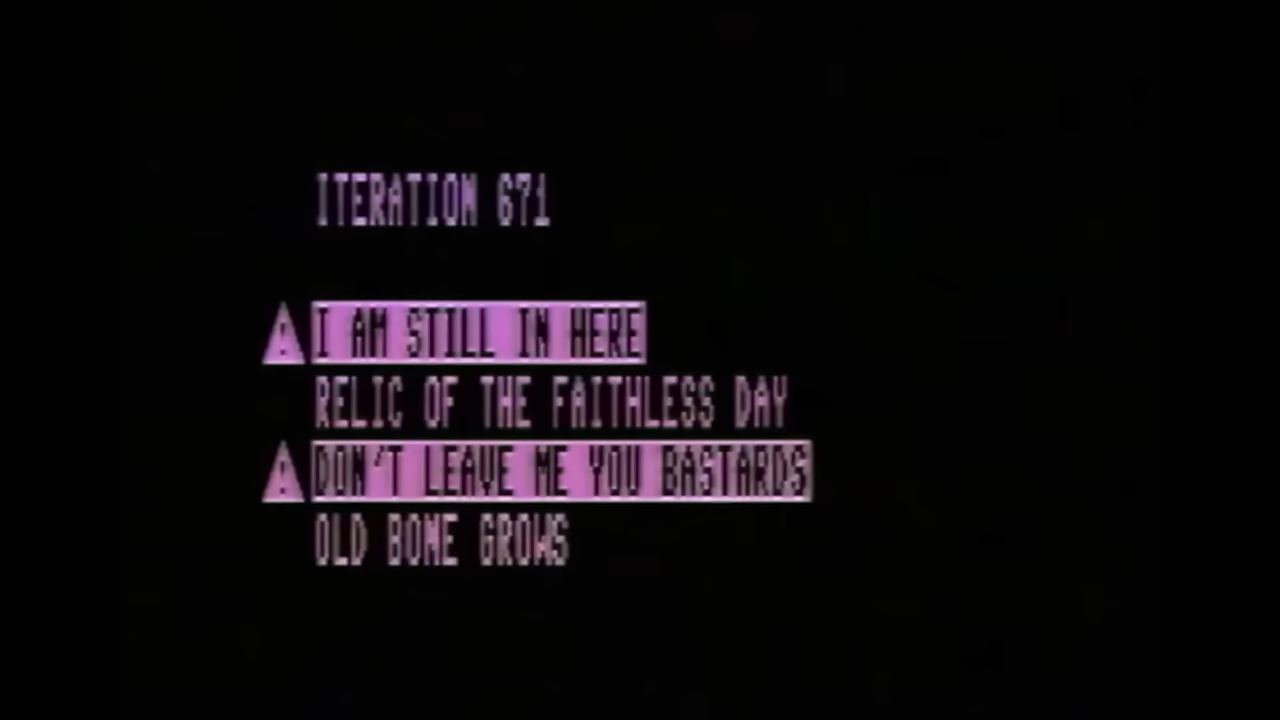 ITERATION 671
I AM STILL IN HERE
RELIC OF THE FAITHLESS DAY
DON'T LEAVE ME YOU BASTARDS
OLD BONE GROWS